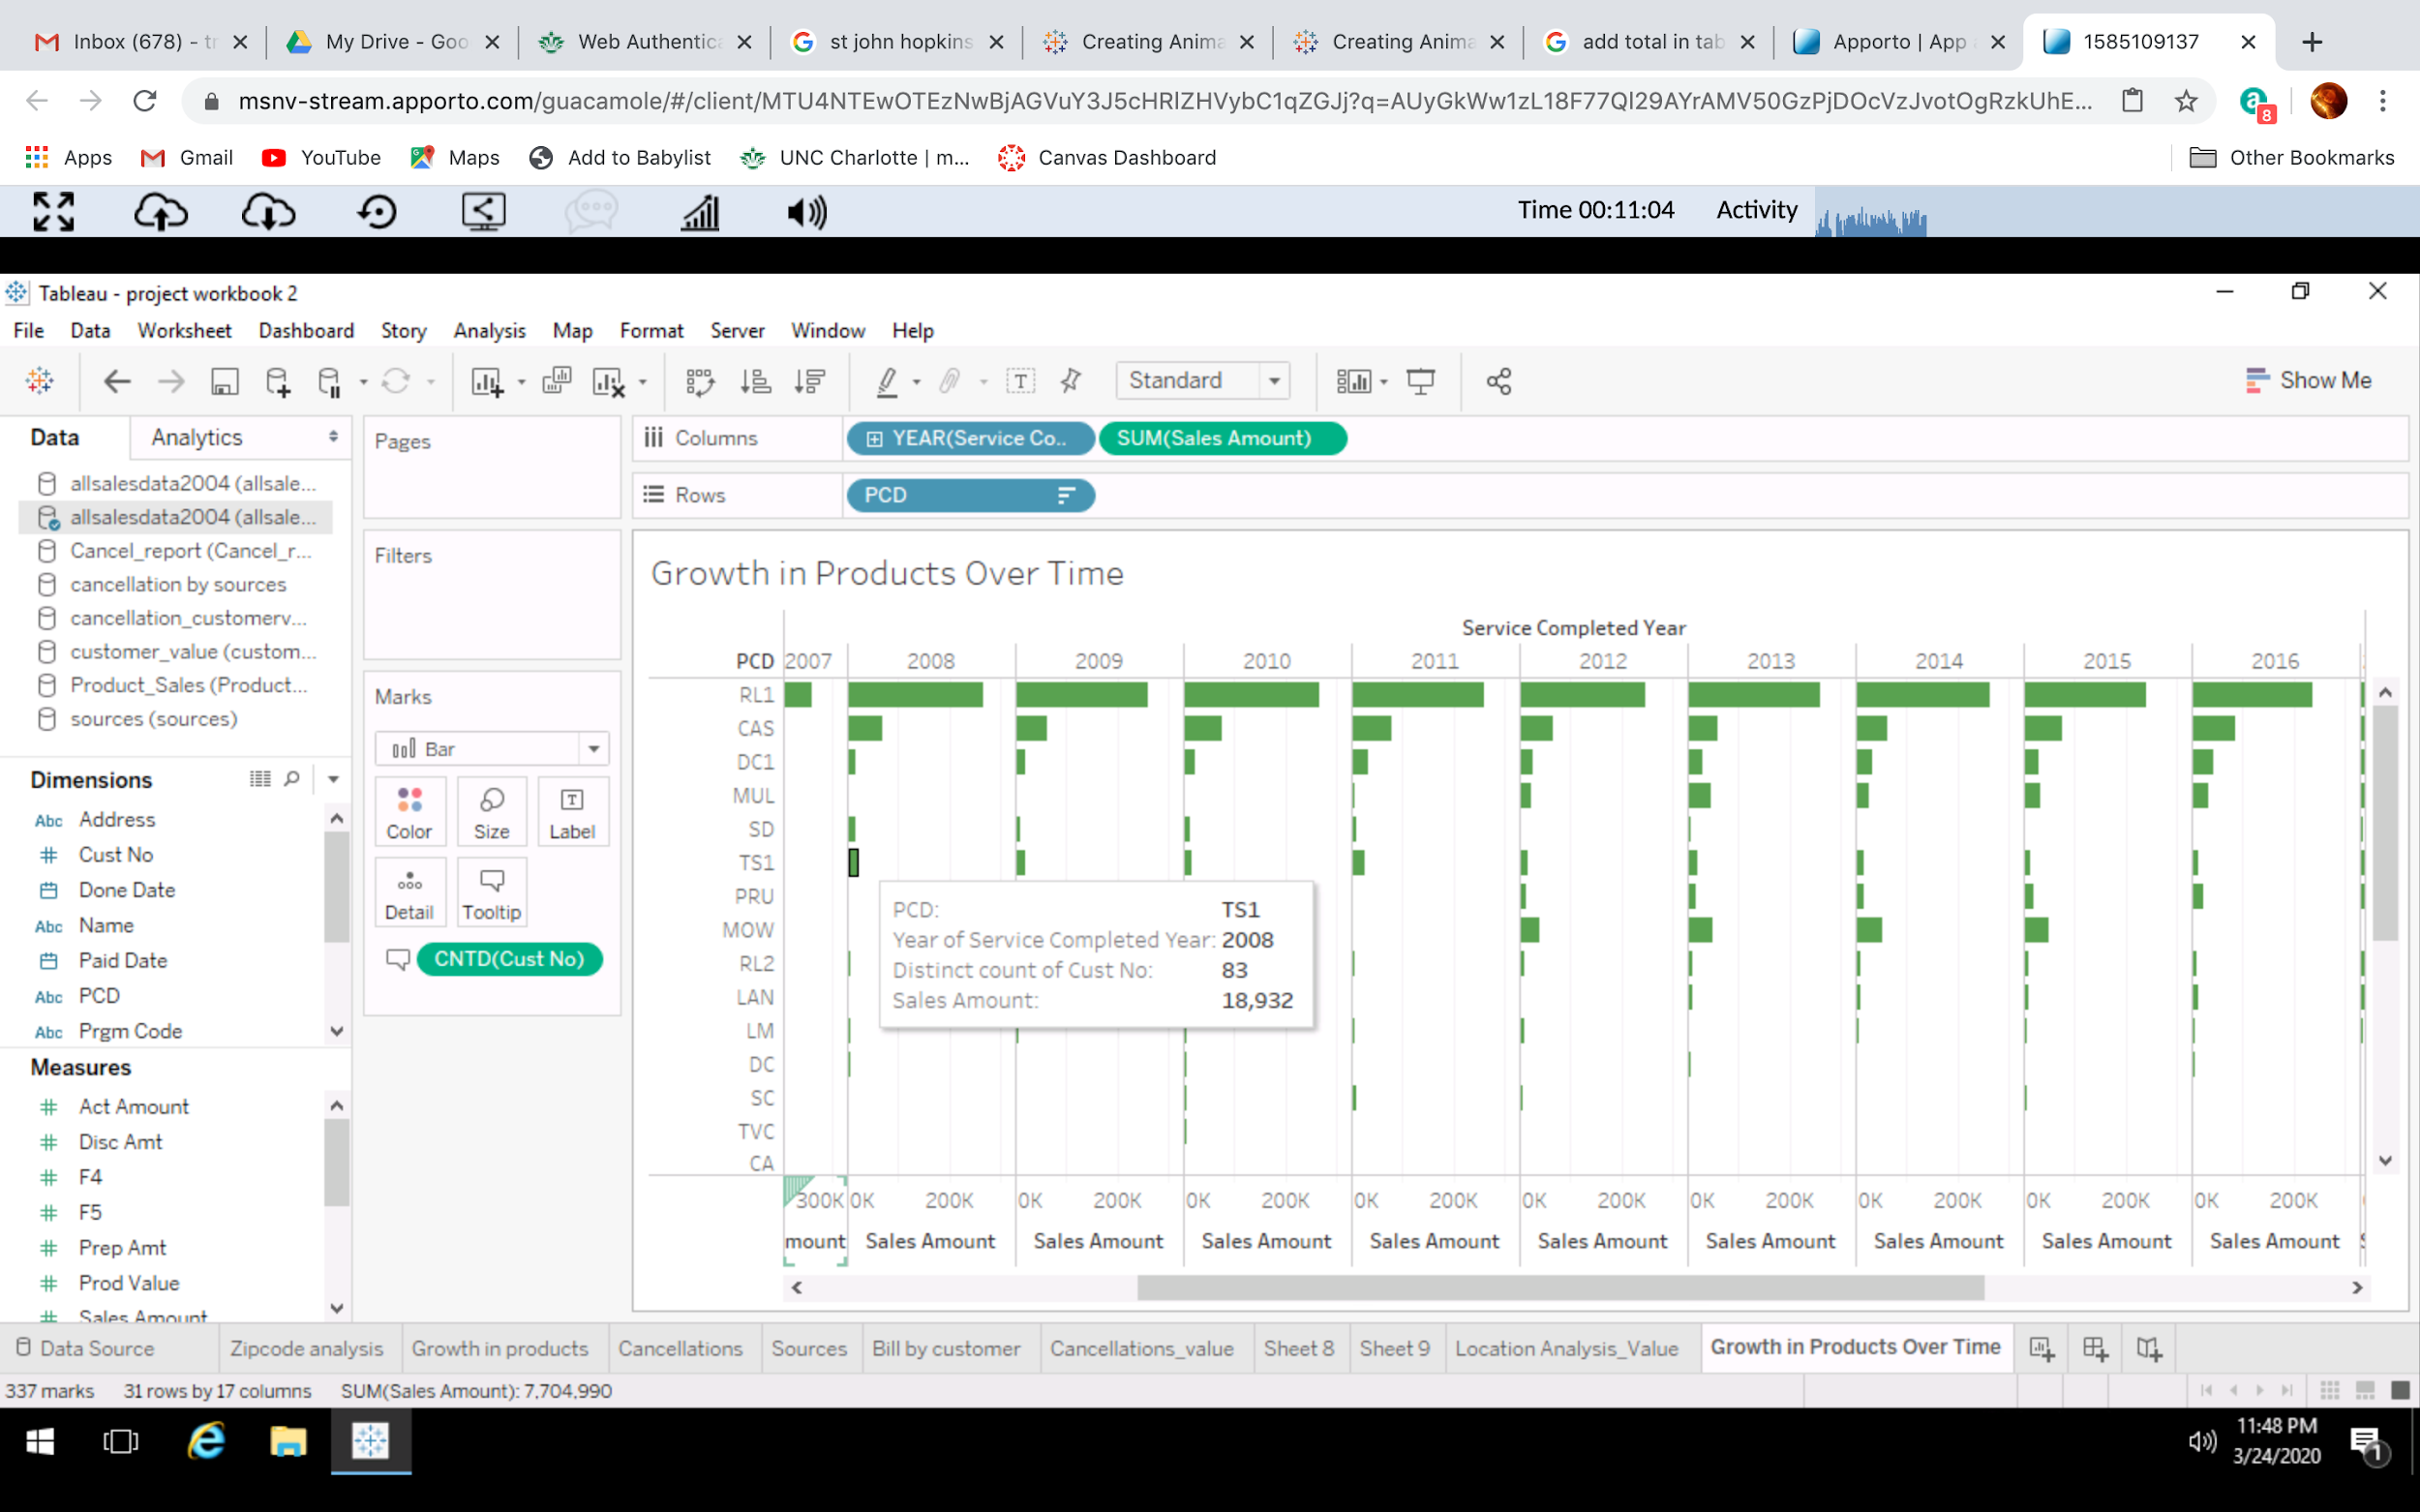 Inbox (678) - tr
My Drive - Goo
Web Authentica
st john hopkins
Creating Anima
Creating Anima
add total in tab
Apporto | App
1585109137
msnv-stream.apporto.com/guacamole/#/client/MTU4NTEwOTEzNwBjAGVuY3J5cHRlZHVybC1qZGJj?q=AUyGkWw1zL18F77Ql29AYrAMV50GzPjDOcVzJvotOgRzkUhE...
8
Apps Gmail YouTube Maps Add to Babylist UNC Charlotte | m... Canvas Dashboard Other Bookmarks
Time 00:11:04 Activity
Tableau - project workbook 2
File Data Worksheet Dashboard Story Analysis Map Format Server Window Help
Standard Show Me
Data Analytics
allsalesdata2004 (allsale...
allsalesdata2004 (allsale...
Cancel_report (Cancel_r...
cancellation by sources
cancellation_customerv...
customer_value (custom...
Product_Sales (Product...
sources (sources)
Dimensions
Abc Address
Cust No
Done Date
Abc Name
Paid Date
Abc PCD
Abc Prgm Code
Measures
Act Amount
Disc Amt
F4
F5
Prep Amt
Prod Value
Sales Amount
Pages
Filters
Marks
Bar
Color Size Label
Detail Tooltip
CNTD(Cust No)
Columns YEAR(Service Co.. SUM(Sales Amount)
Rows PCD
Growth in Products Over Time
Service Completed Year
PCD 2007 2008 2009 2010 2011 2012 2013 2014 2015 2016
RL1
CAS
DC1
MUL
SD
TS1
PRU
MOW
RL2
LAN
LM
DC
SC
TVC
CA
PCD: TS1
Year of Service Completed Year: 2008
Distinct count of Cust No: 83
Sales Amount: 18,932
300K 0K 200K 0K 200K 0K 200K 0K 200K 0K 200K 0K 200K 0K 200K 0K 200K 0K 200K
mount Sales Amount Sales Amount Sales Amount Sales Amount Sales Amount Sales Amount Sales Amount Sales Amount Sales Amount
Data Source Zipcode analysis Growth in products Cancellations Sources Bill by customer Cancellations_value Sheet 8 Sheet 9 Location Analysis_Value Growth in Products Over Time
337 marks 31 rows by 17 columns SUM(Sales Amount): 7,704,990
11:48 PM
3/24/2020
1